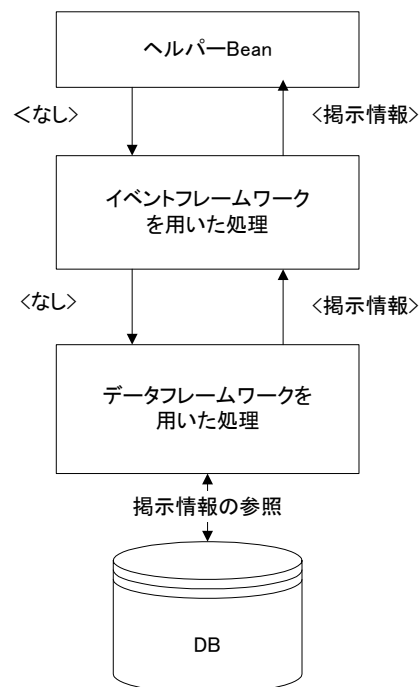 ヘルパーBean
<なし>
<掲示情報>
イベントフレームワーク
を用いた処理
<なし>
<掲示情報>
データフレームワークを
用いた処理
掲示情報の参照
DB